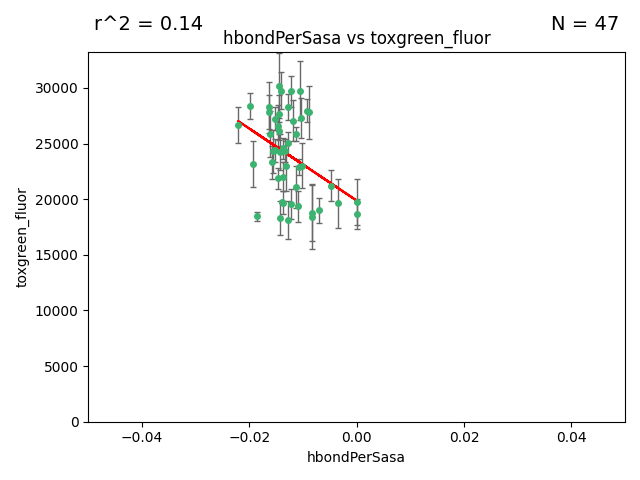 r^2 = 0.14
N = 47
hbondPerSasa vs toxgreen_fluor
30000
25000
20000
15000
10000
5000
0
toxgreen_fluor
−0.04
−0.02
0.00
0.02
0.04
hbondPerSasa